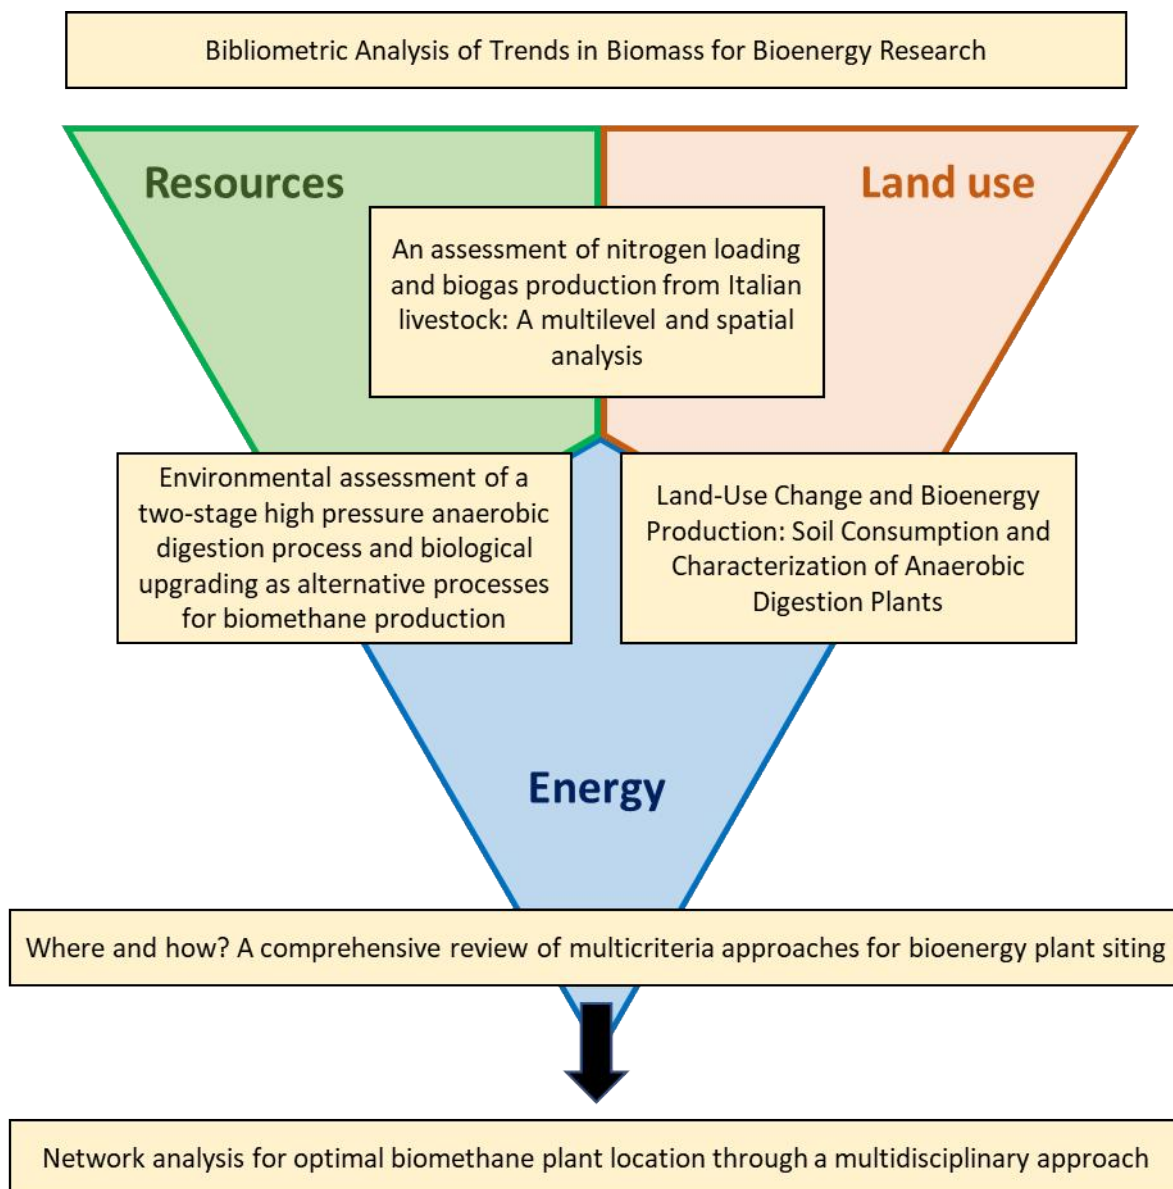 Bibliometric Analysis of Trends in Biomass for Bioenergy Research
Resources
Land use
An assessment of nitrogen loading
and biogas production from Italian
livestock: A multilevel and spatial
analysis
Environmental assessment of a
two-stage high pressure anaerobic
digestion process and biological
upgrading as alternative processes
for biomethane production
Land-Use Change and Bioenergy
Production: Soil Consumption and
Characterization of Anaerobic
Digestion Plants
Energy
Where and how? A comprehensive review of multicriteria approaches for bioenergy plant siting
Network analysis for optimal biomethane plant location through a multidisciplinary approach